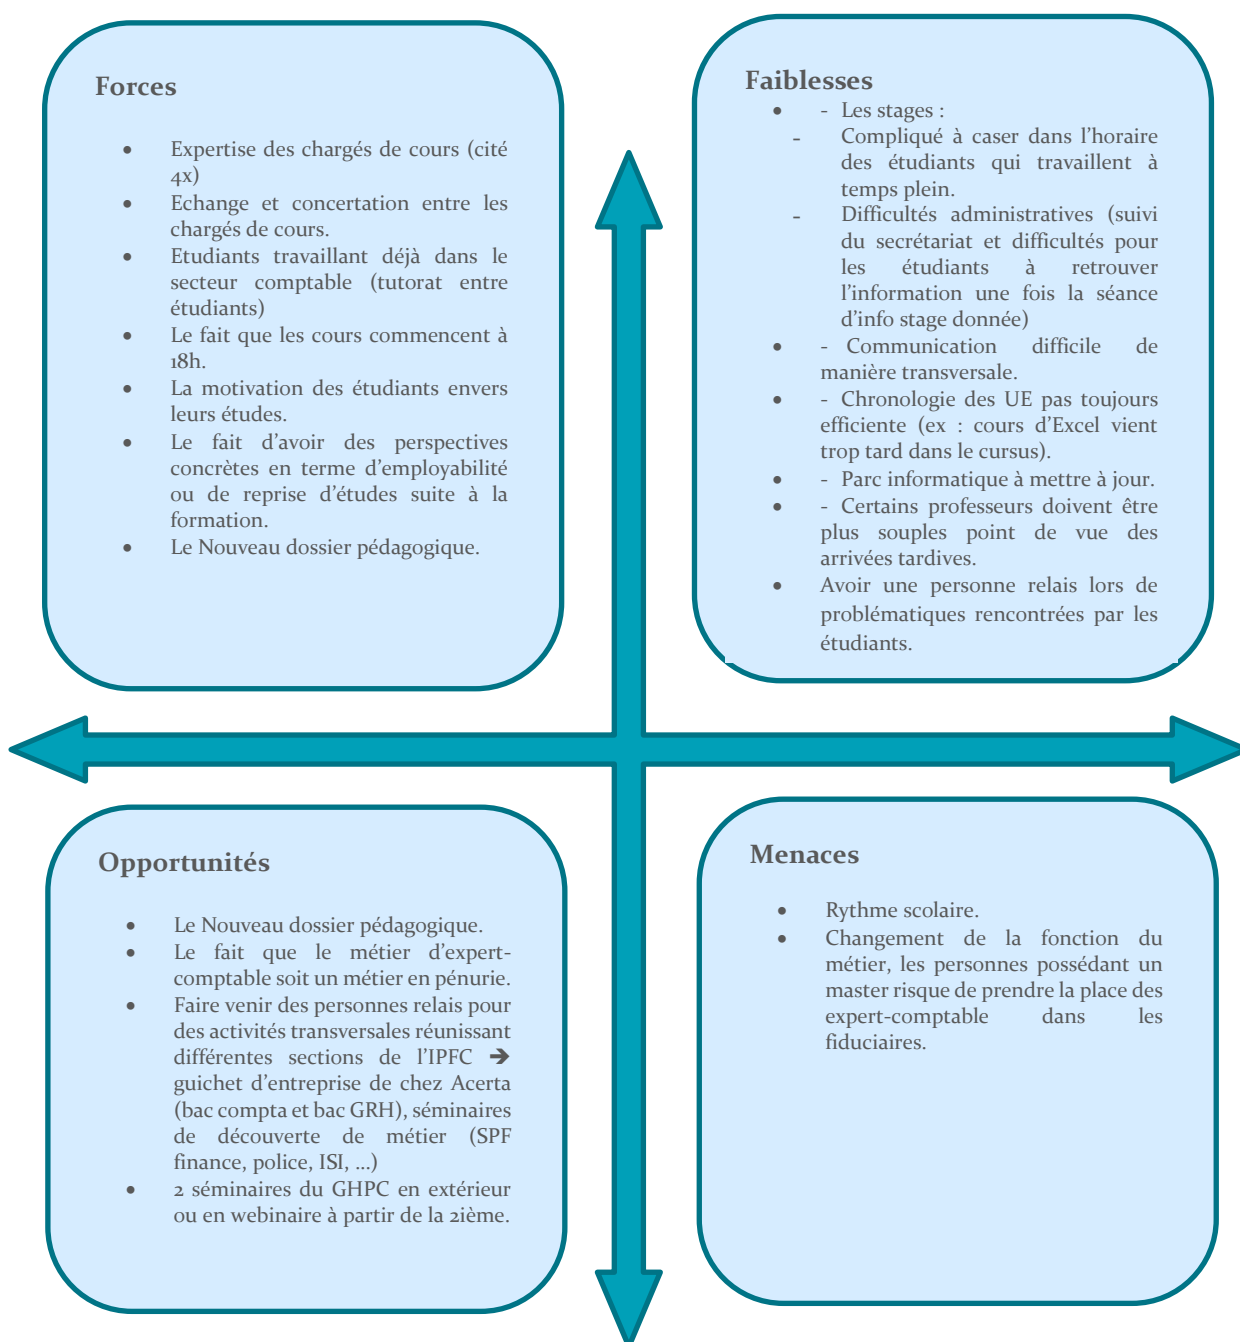 Forces
• Expertise des chargés de cours (cité
4x)
• Echange et concertation entre les
chargés de cours.
• Etudiants travaillant déjà dans le
secteur comptable (tutorat entre
étudiants)
• Le fait que les cours commencent à
18h.
• La motivation des étudiants envers
leurs études.
• Le fait d’avoir des perspectives
concrètes en terme d’employabilité
ou de reprise d’études suite à la
formation.
• Le Nouveau dossier pédagogique.
Faiblesses
• - Les stages :
- Compliqué à caser dans l’horaire
des étudiants qui travaillent à
temps plein.
- Difficultés administratives (suivi
du secrétariat et difficultés pour
les étudiants à retrouver
l’information une fois la séance
d’info stage donnée)
• - Communication difficile de
manière transversale.
• - Chronologie des UE pas toujours
efficiente (ex : cours d’Excel vient
trop tard dans le cursus).
• - Parc informatique à mettre à jour.
• - Certains professeurs doivent être
plus souples point de vue des
arrivées tardives.
• Avoir une personne relais lors de
problématiques rencontrées par les
étudiants.
Opportunités
• Le Nouveau dossier pédagogique.
• Le fait que le métier d’expert-
comptable soit un métier en pénurie.
• Faire venir des personnes relais pour
des activités transversales réunissant
différentes sections de l’IPFC ➔
guichet d’entreprise de chez Acerta
(bac compta et bac GRH), séminaires
de découverte de métier (SPF
finance, police, ISI, …)
• 2 séminaires du GHPC en extérieur
ou en webinaire à partir de la 2ième.
Menaces
• Rythme scolaire.
• Changement de la fonction du
métier, les personnes possédant un
master risque de prendre la place des
expert-comptable dans les
fiduciaires.